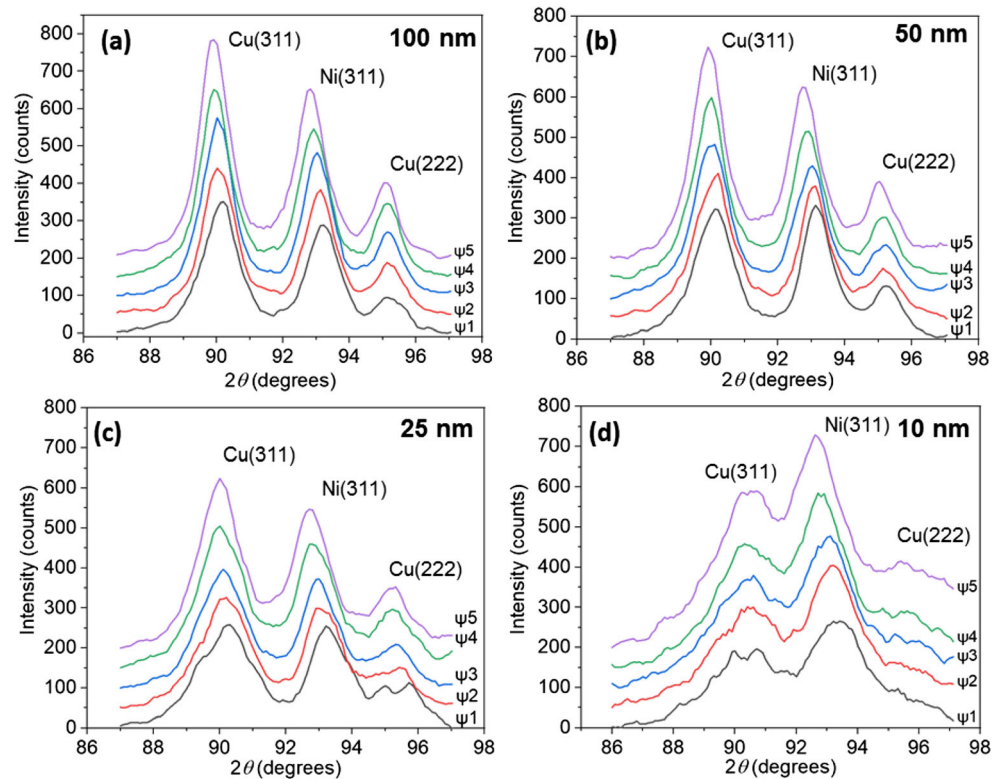 (a) 100 nm
Cu(311)
Ni(311)
Cu(222)
Intensity (counts)
800
700
600
500
400
300
200
100
0
ψ5
ψ4
ψ3
ψ2
ψ1
86 88 90 92 94 96 98
2θ (degrees)
(b) 50 nm
Cu(311)
Ni(311)
Cu(222)
Intensity (counts)
800
700
600
500
400
300
200
100
0
ψ5
ψ4
ψ3
ψ2
ψ1
86 88 90 92 94 96 98
2θ (degrees)
(c) 25 nm
Cu(311)
Ni(311)
Cu(222)
Intensity (counts)
800
700
600
500
400
300
200
100
0
ψ5
ψ4
ψ3
ψ2
ψ1
86 88 90 92 94 96 98
2θ (degrees)
(d) Ni(311) 10 nm
Cu(311)
Cu(222)
Intensity (counts)
800
700
600
500
400
300
200
100
0
ψ5
ψ4
ψ3
ψ2
ψ1
86 88 90 92 94 96 98
2θ (degrees)